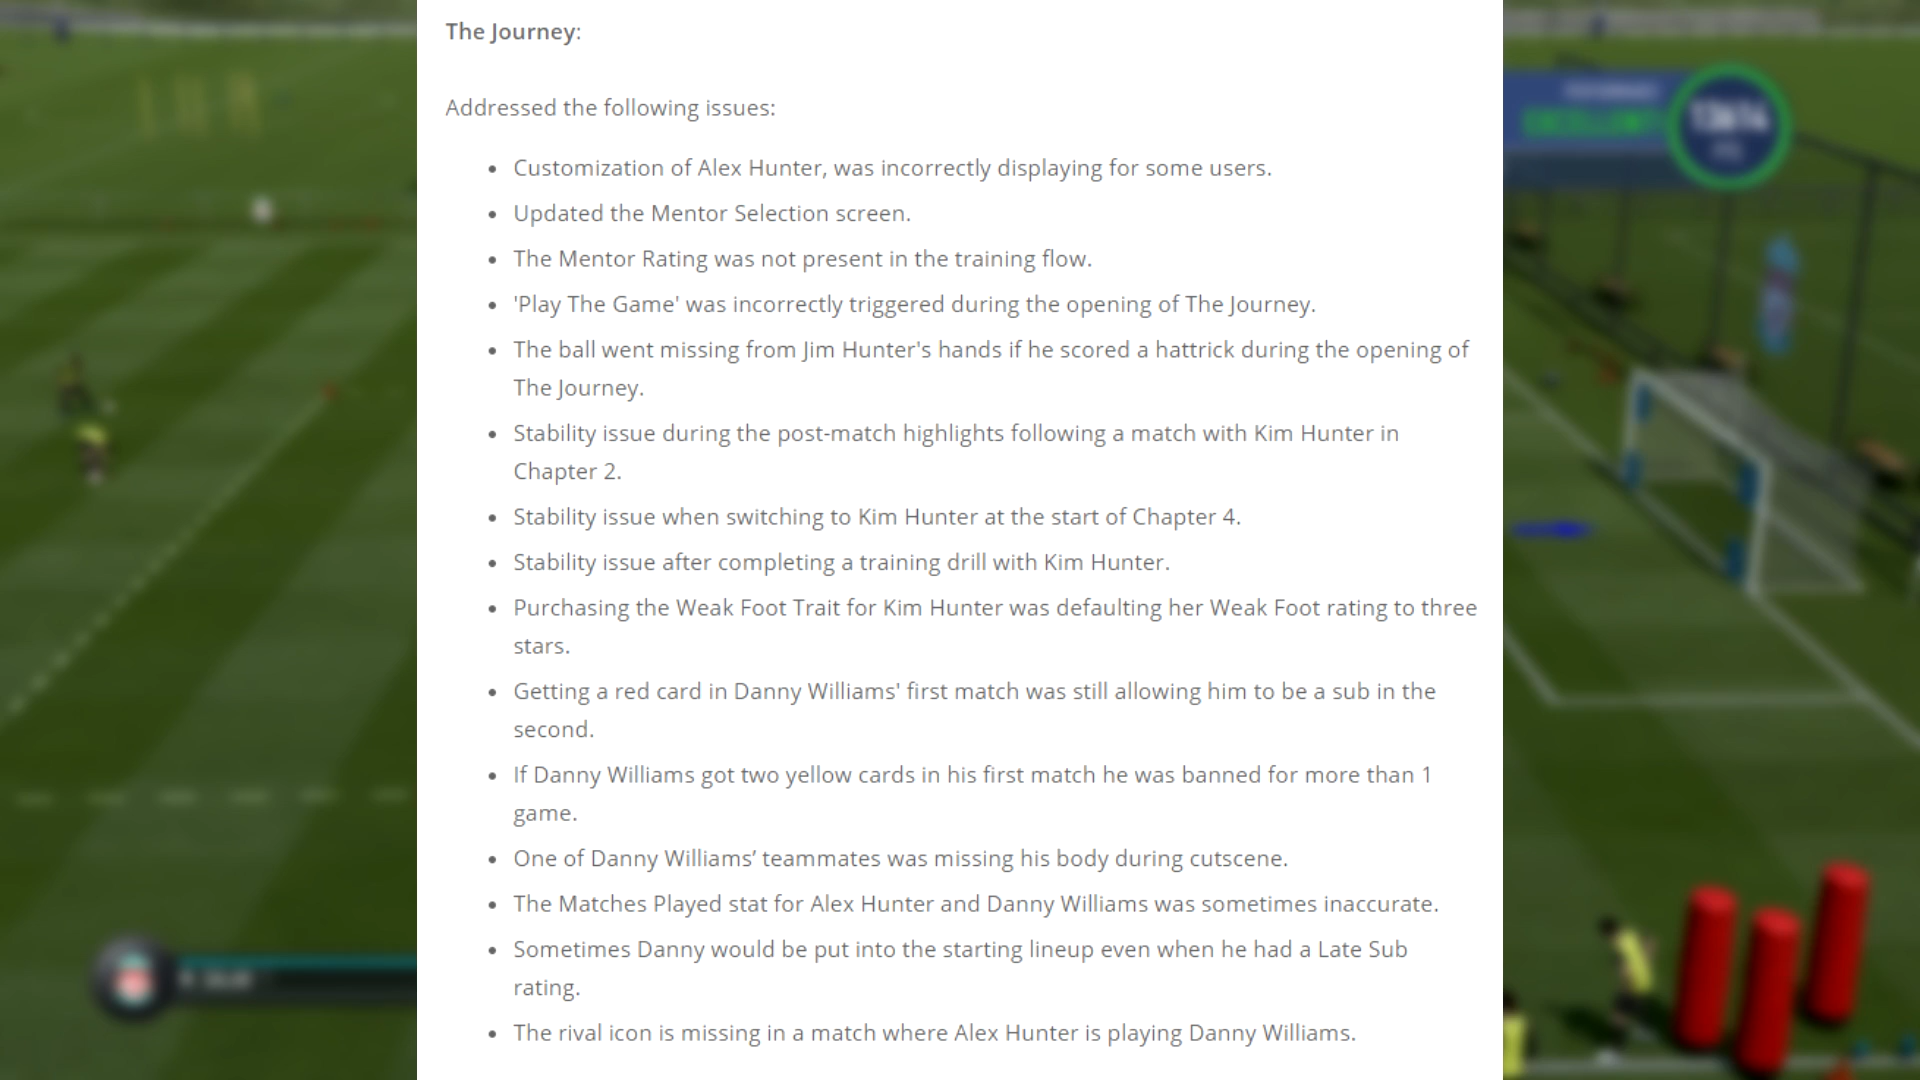 The Journey:
Addressed the following issues:
• Customization of Alex Hunter, was incorrectly displaying for some users.
• Updated the Mentor Selection screen.
• The Mentor Rating was not present in the training flow.
• 'Play The Game' was incorrectly triggered during the opening of The Journey.
• The ball went missing from Jim Hunter's hands if he scored a hattrick during the opening of
The Journey.
• Stability issue during the post-match highlights following a match with Kim Hunter in
Chapter 2.
• Stability issue when switching to Kim Hunter at the start of Chapter 4.
• Stability issue after completing a training drill with Kim Hunter.
• Purchasing the Weak Foot Trait for Kim Hunter was defaulting her Weak Foot rating to three
stars.
• Getting a red card in Danny Williams' first match was still allowing him to be a sub in the
second.
• If Danny Williams got two yellow cards in his first match he was banned for more than 1
game.
• One of Danny Williams’ teammates was missing his body during cutscene.
• The Matches Played stat for Alex Hunter and Danny Williams was sometimes inaccurate.
• Sometimes Danny would be put into the starting lineup even when he had a Late Sub
rating.
• The rival icon is missing in a match where Alex Hunter is playing Danny Williams.
EXCELLENT